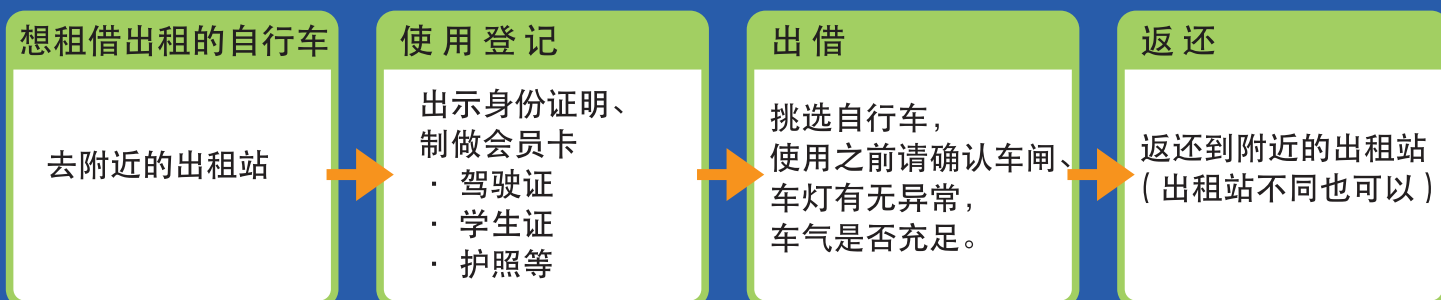 想租借出租的自行车
去附近的出租站
使用登记
出示身份证明、
制做会员卡
· 驾驶证
· 学生证
· 护照等
出借
挑选自行车，
使用之前请确认车闸、
车灯有无异常，
车气是否充足。
返还
返还到附近的出租站
(出租站不同也可以)